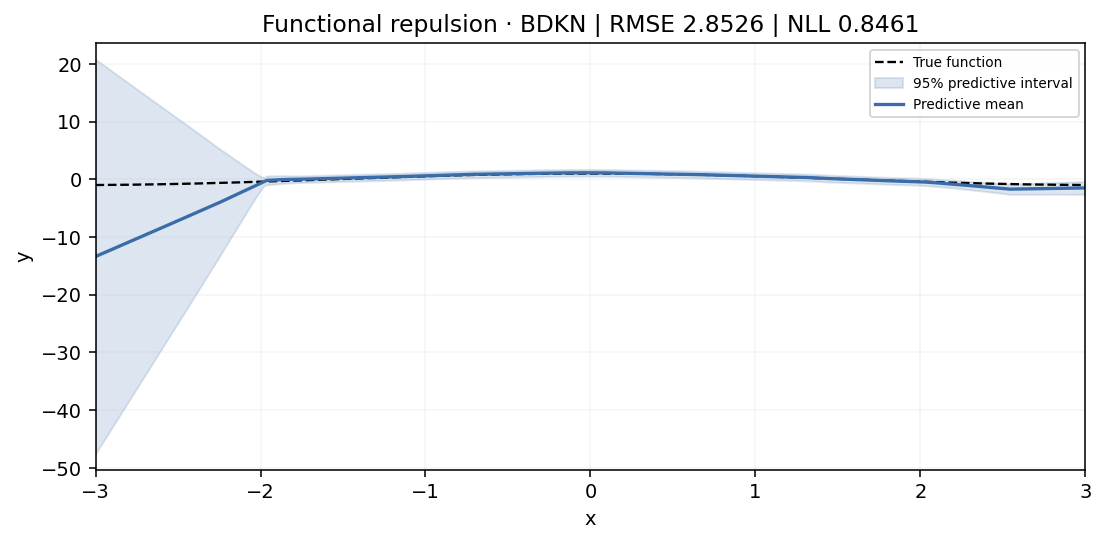 Functional repulsion · BDKN | RMSE 2.8526 | NLL 0.8461
True function
95% predictive interval
Predictive mean
20
10
0
−10
−20
−30
−40
−50
y
−3 −2 −1 0 1 2 3
x